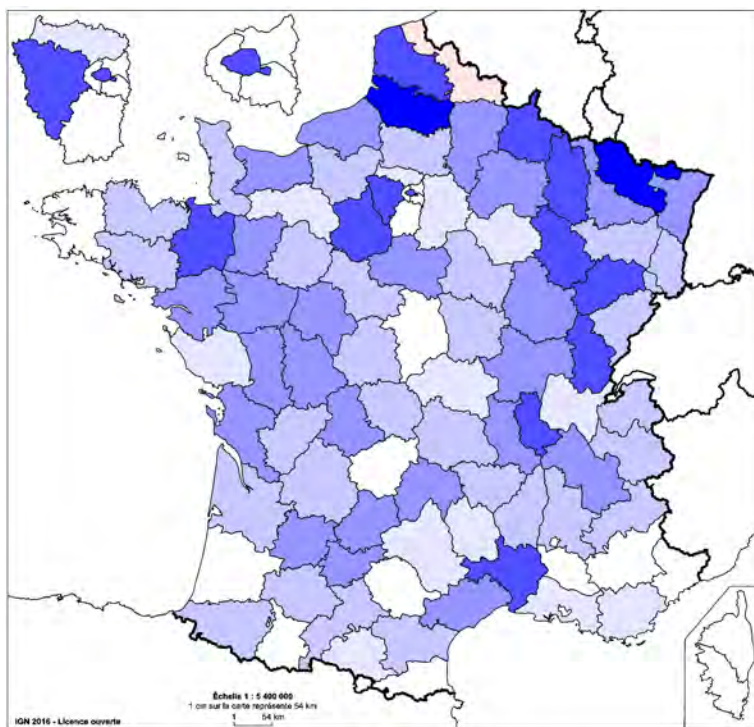 Échelle 1 : 5 400 000
1 cm sur la carte représente 54 km
1 54 km
IGN 2016 - Licence ouverte